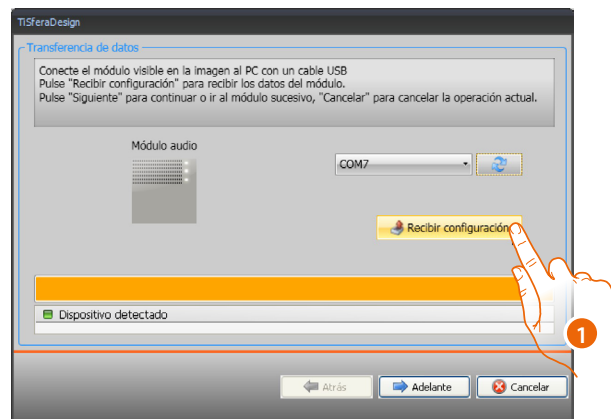 TiSferaDesign
Transferencia de datos
Conecte el módulo visible en la imagen al PC con un cable USB
Pulse "Recibir configuración" para recibir los datos del módulo.
Pulse "Siguiente" para continuar o ir al módulo sucesivo, "Cancelar" para cancelar la operación actual.
Módulo audio
COM7
Recibir configuración
Dispositivo detectado
1
Atrás
Adelante
Cancelar